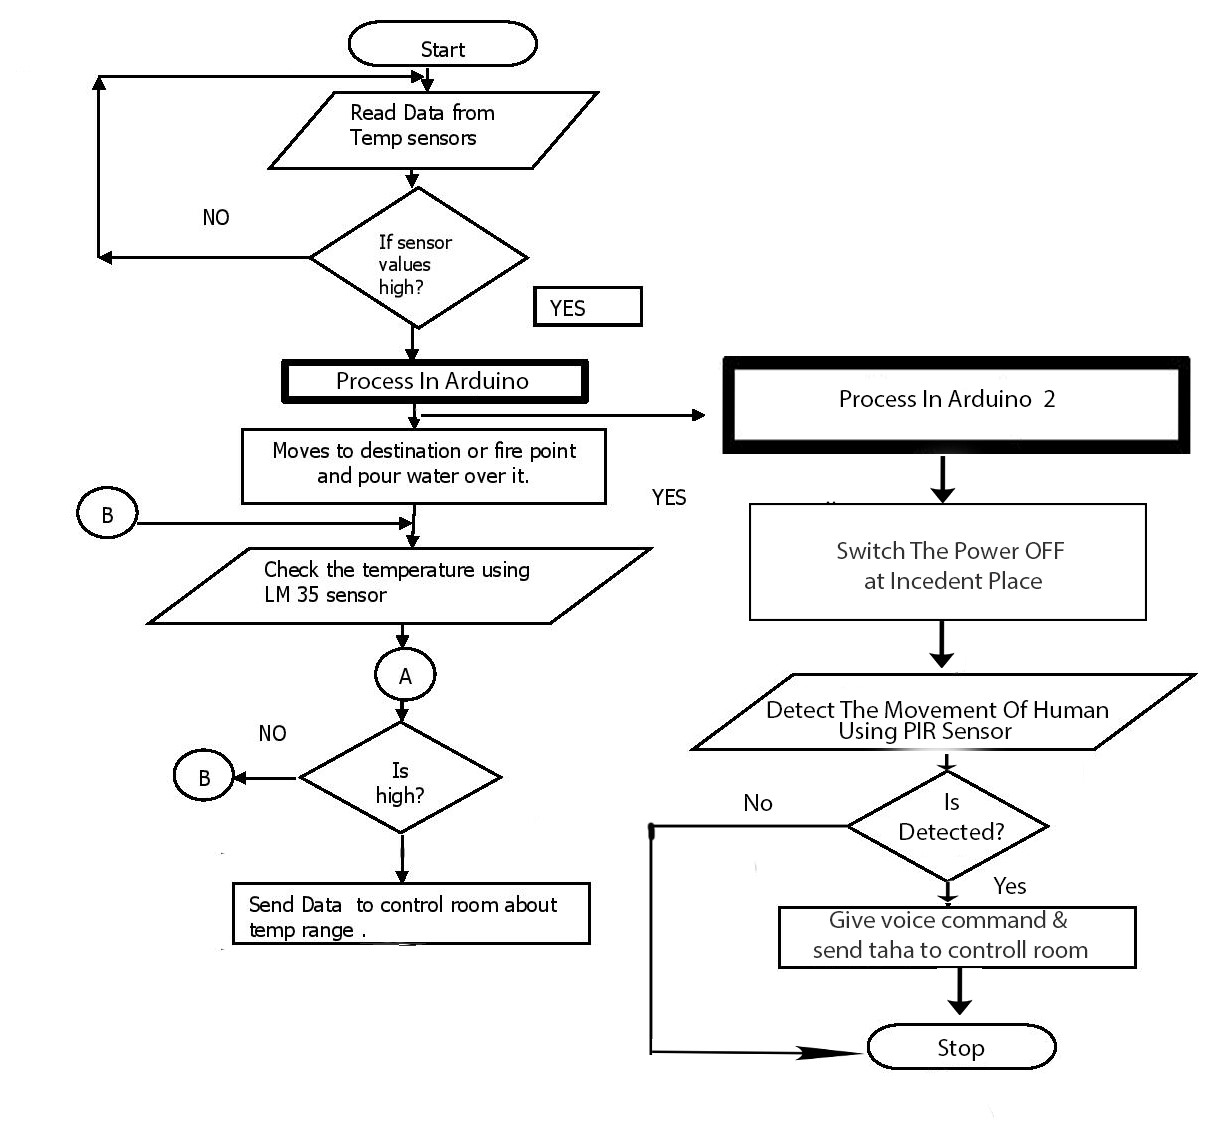 Start
Read Data from
Temp sensors
NO
If sensor
values
high?
YES
Process In Arduino
Process In Arduino 2
Moves to destination or fire point
and pour water over it.
YES
B
Switch The Power OFF
at Incedent Place
Check the temperature using
LM 35 sensor
A
Detect The Movement Of Human
Using PIR Sensor
NO
B
Is
high?
No
Is
Detected?
Yes
Send Data to control room about
temp range .
Give voice command &
send taha to controll room
Stop